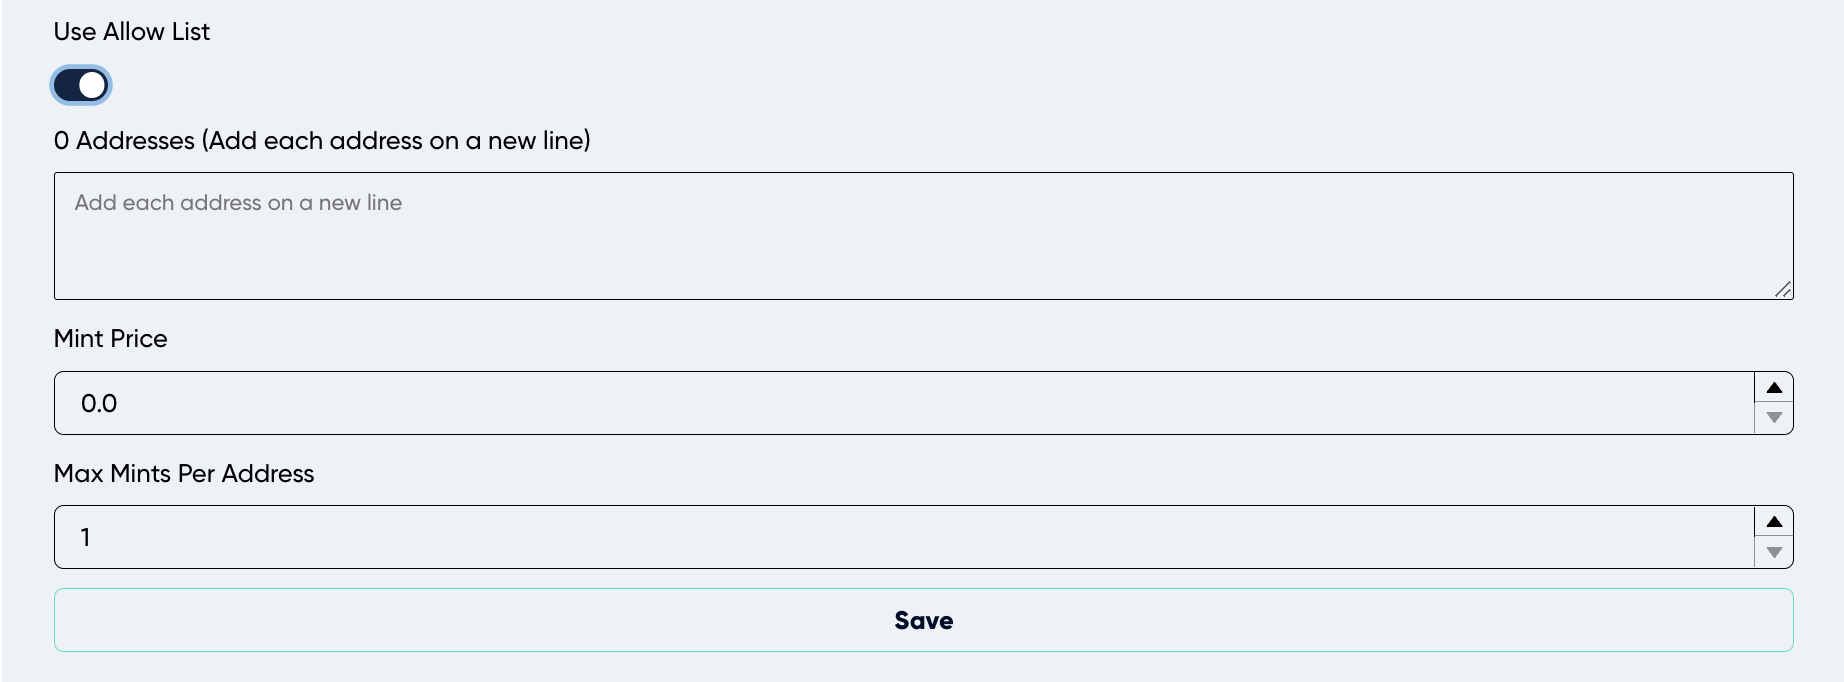 Use Allow List
0 Addresses (Add each address on a new line)
Add each address on a new line
Mint Price
0.0
Max Mints Per Address
1
Save